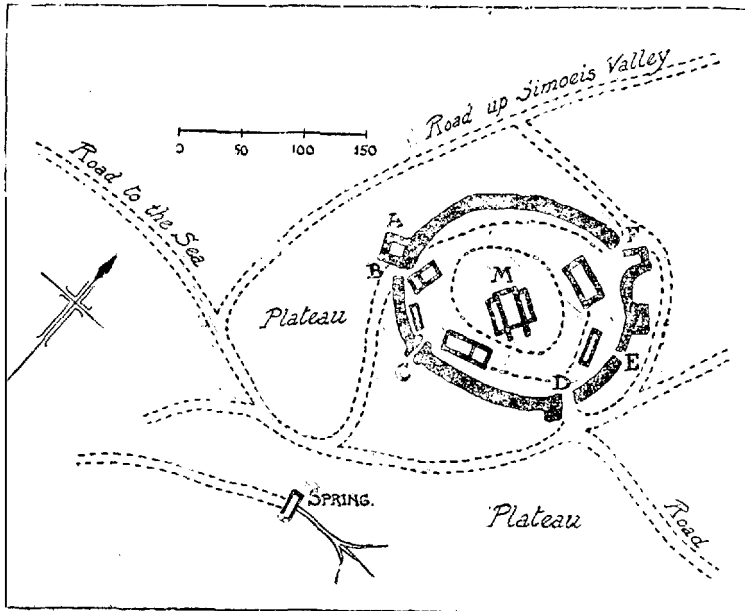 Road up Simoeis Valley
0 50 100 150
Road to the Sea
A
B
F
M
Plateau
C
D
E
SPRING.
Plateau
Road